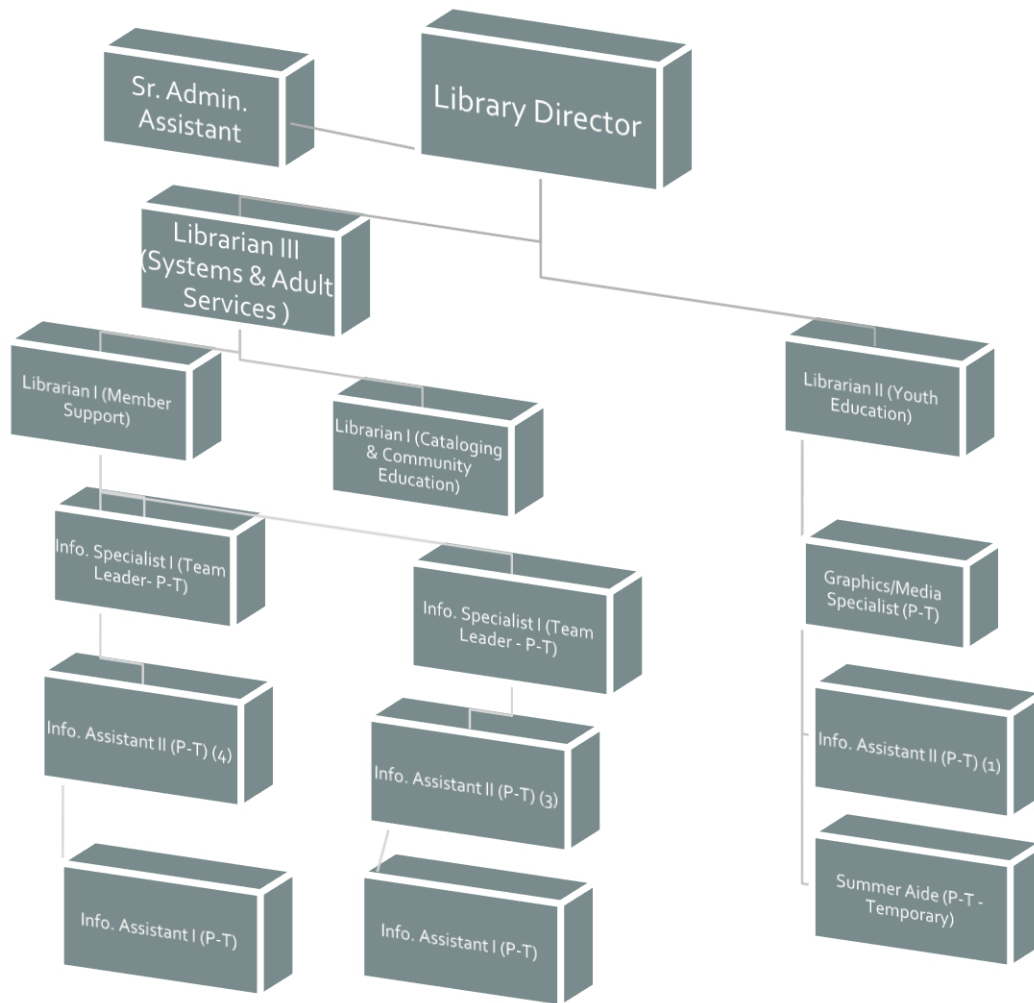 Sr. Admin.
Assistant
Library Director
Librarian III
(Systems & Adult
Services )
Librarian I (Member
Support)
Librarian I (Cataloging
& Community
Education)
Librarian II (Youth
Education)
Info. Specialist I (Team
Leader- P-T)
Info. Specialist I (Team
Leader - P-T)
Graphics/Media
Specialist (P-T)
Info. Assistant II (P-T) (4)
Info. Assistant II (P-T) (3)
Info. Assistant II (P-T) (1)
Info. Assistant I (P-T)
Info. Assistant I (P-T)
Summer Aide (P-T -
Temporary)